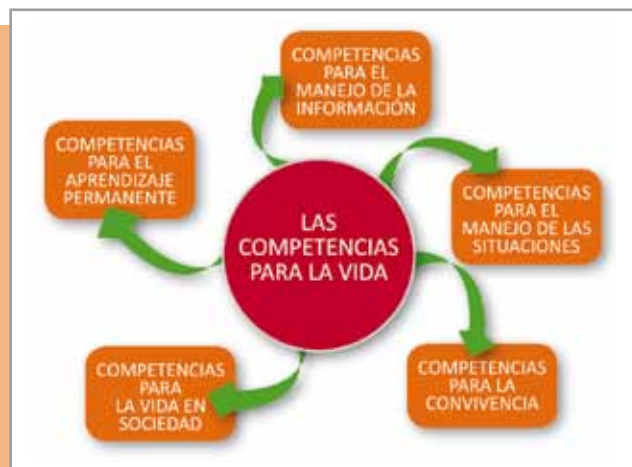 COMPETENCIAS
PARA EL
MANEJO DE LA
INFORMACIÓN
COMPETENCIAS
PARA EL
APRENDIZAJE
PERMANENTE
COMPETENCIAS
PARA EL
MANEJO DE LAS
SITUACIONES
LAS
COMPETENCIAS
PARA LA VIDA
COMPETENCIAS
PARA
LA VIDA EN
SOCIEDAD
COMPETENCIAS
PARA LA
CONVIVENCIA